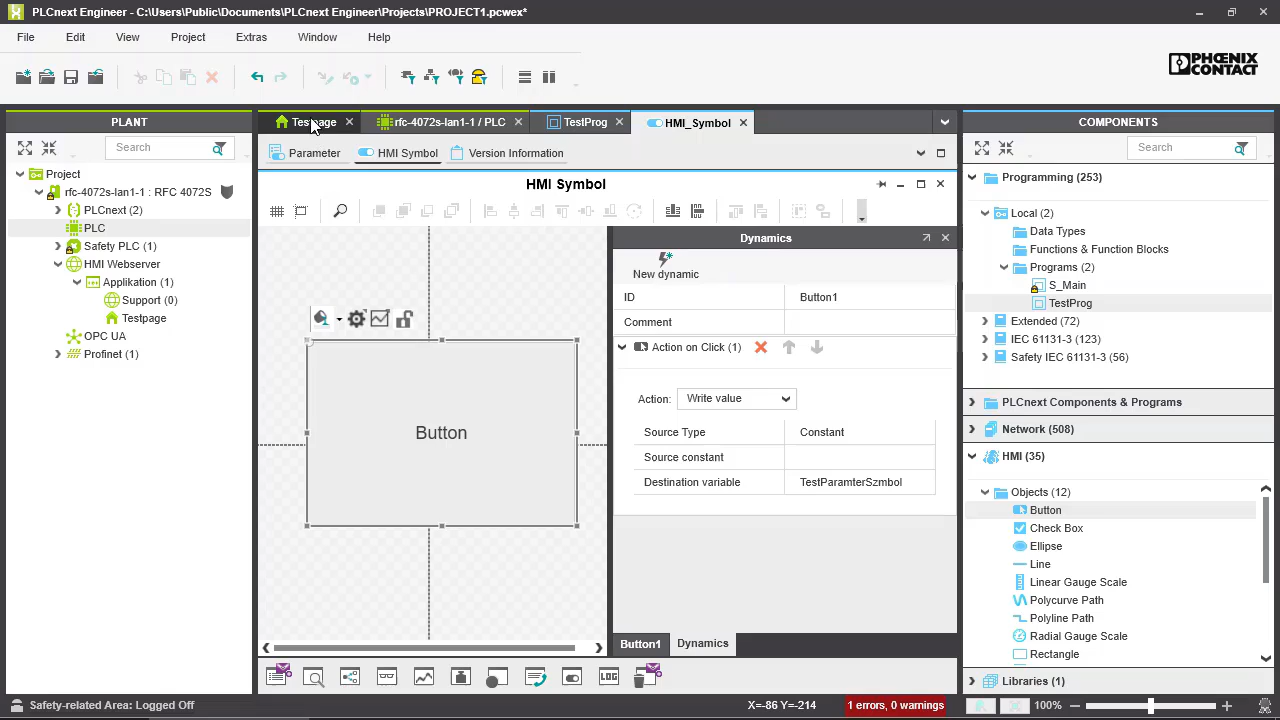 PLCnext Engineer - C:\Users\Public\Documents\PLCnext Engineer\Projects\PROJECT1.pcwex*
File Edit View Project Extras Window Help
PHŒNIX CONTACT
PLANT
Search
Project
rfc-4072s-lan1-1 : RFC 4072S
PLCnext (2)
PLC
Safety PLC (1)
HMI Webserver
Applikation (1)
Support (0)
Testpage
OPC UA
Profinet (1)
Testpage rfc-4072s-lan1-1 / PLC TestProg HMI_Symbol
Parameter HMI Symbol Version Information
HMI Symbol
Button
Dynamics
New dynamic
ID Button1
Comment
Action on Click (1)
Action: Write value
Source Type Constant
Source constant
Destination variable TestParamterSzmbol
Button1 Dynamics
LOG
COMPONENTS
Search
Programming (253)
Local (2)
Data Types
Functions & Function Blocks
Programs (2)
S_Main
TestProg
Extended (72)
IEC 61131-3 (123)
Safety IEC 61131-3 (56)
PLCnext Components & Programs
Network (508)
HMI (35)
Objects (12)
Button
Check Box
Ellipse
Line
Linear Gauge Scale
Polycurve Path
Polyline Path
Radial Gauge Scale
Rectangle
Libraries (1)
Safety-related Area: Logged Off X=-86 Y=-214 1 errors, 0 warnings 100%